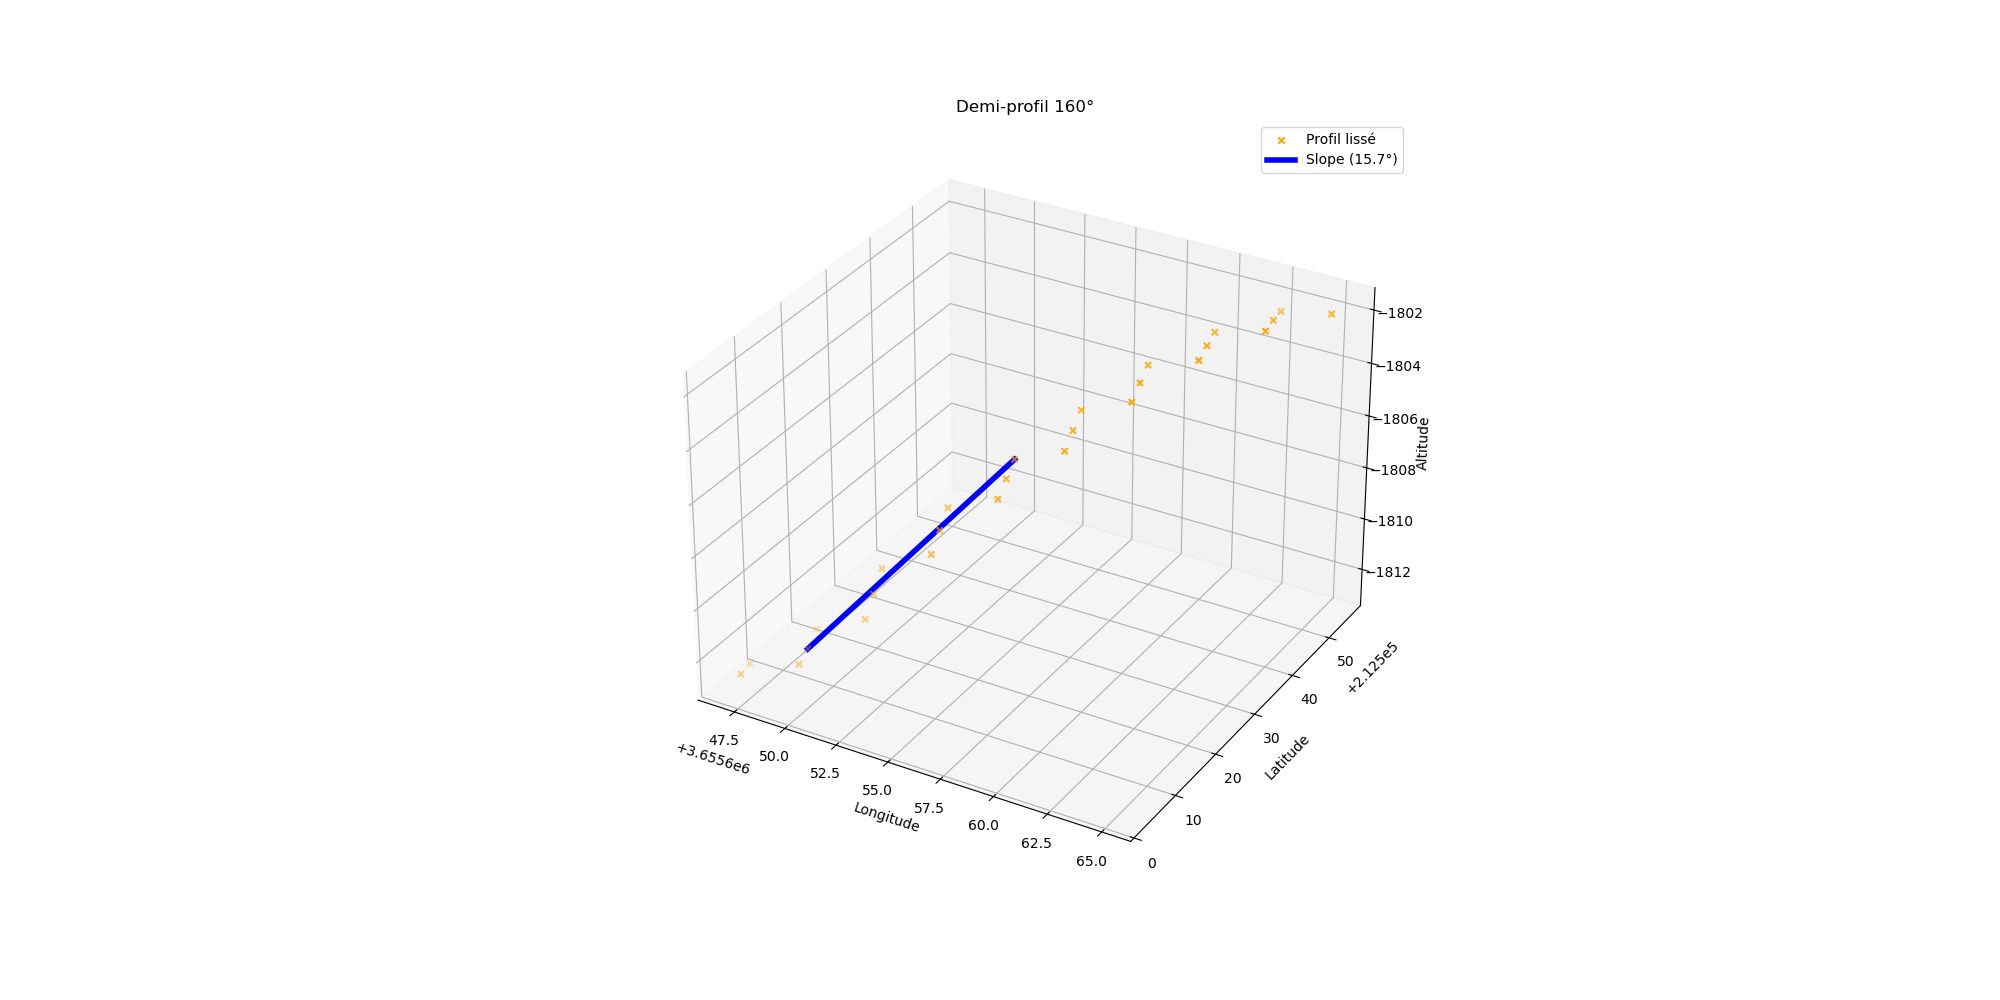 Demi-profil 160°
Profil lissé
Slope (15.7°)
−1802
−1804
−1806
−1808
−1810
−1812
Altitude
47.5
50.0
52.5
55.0
57.5
60.0
62.5
65.0
+3.6556e6
Longitude
0
10
20
30
40
50
+2.125e5
Latitude